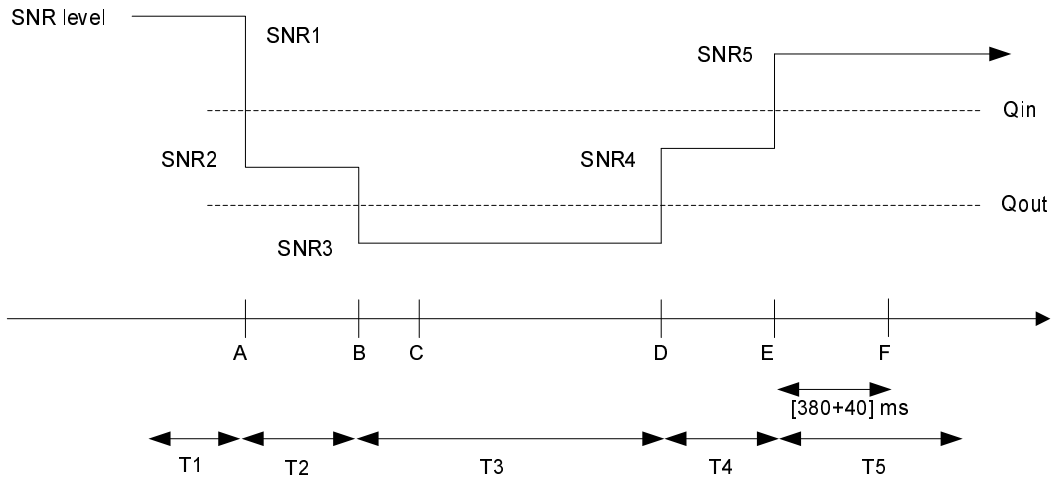 SNR level
SNR1
SNR5
Qin
SNR2
SNR4
Qout
SNR3
A
B
C
D
E
F
[380+40] ms
T1
T2
T3
T4
T5